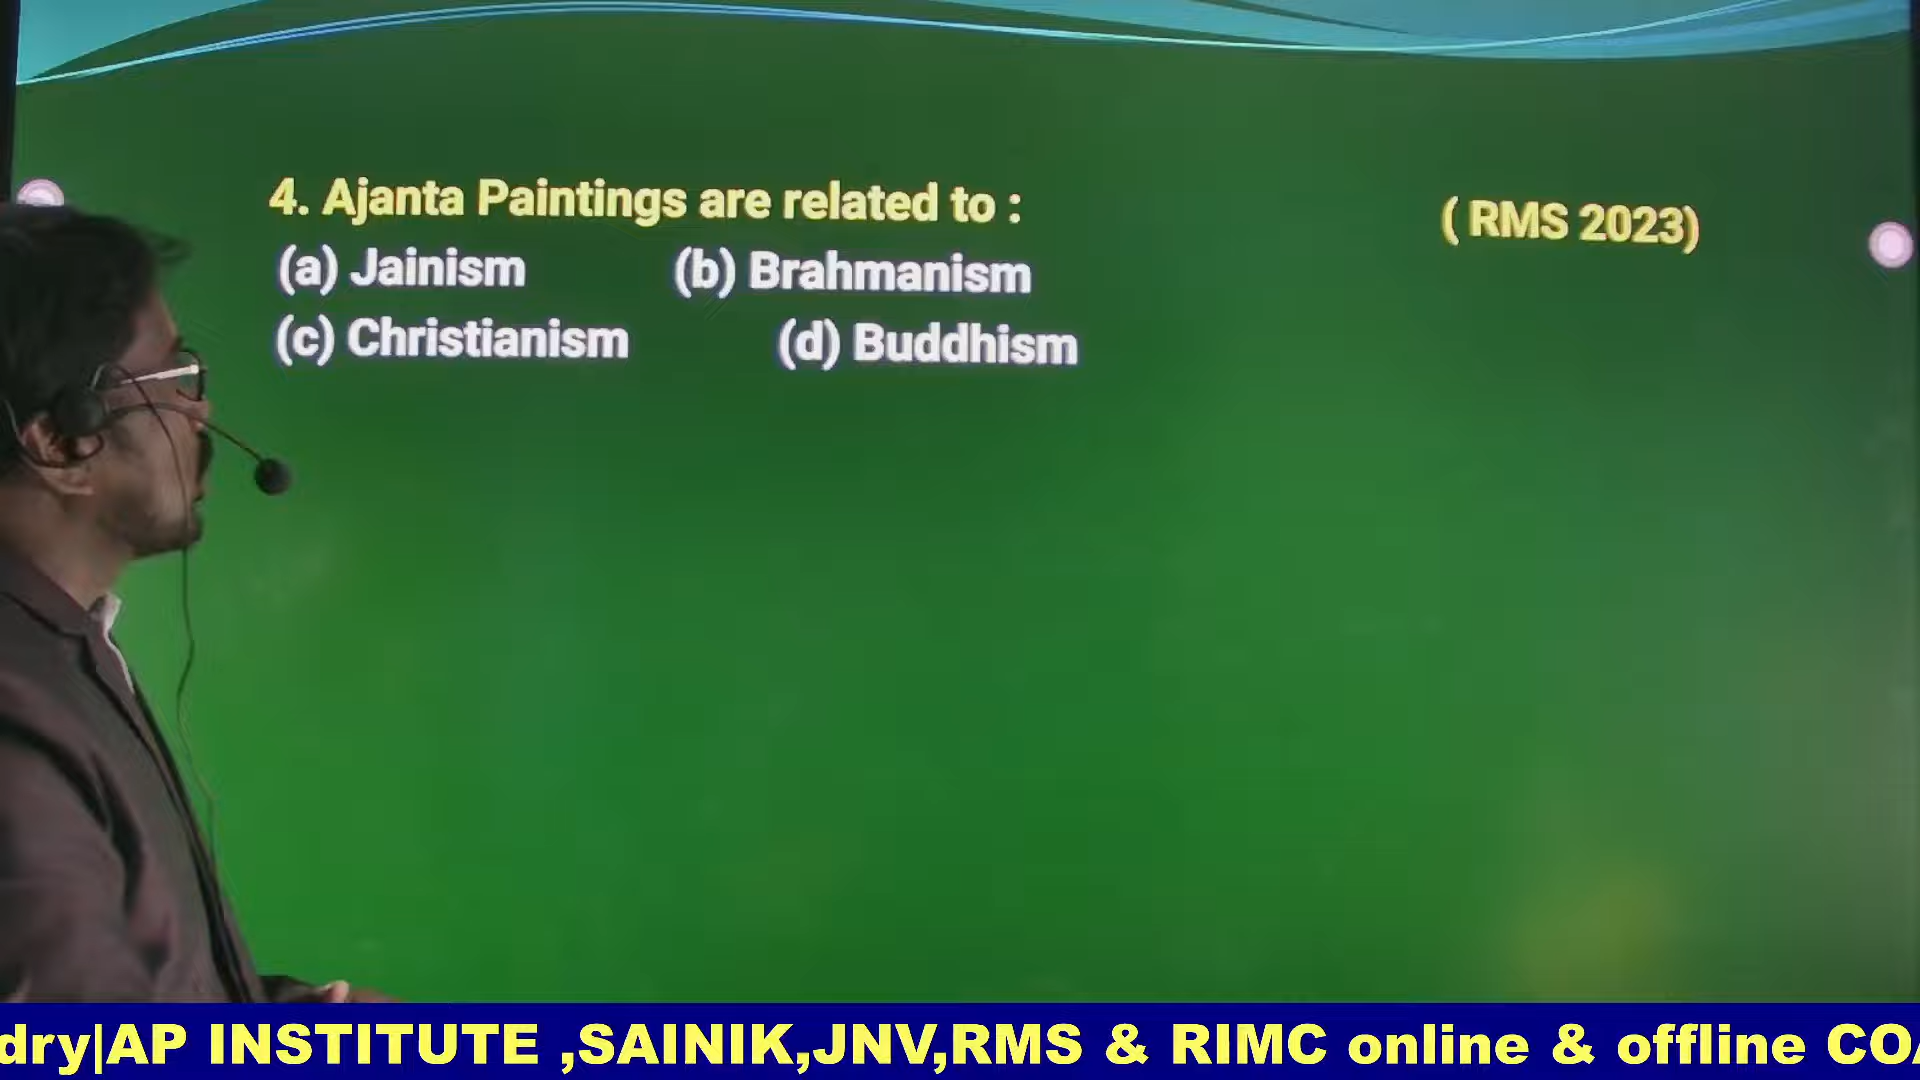 4. Ajanta Paintings are related to :
( RMS 2023)
(a) Jainism (b) Brahmanism
(c) Christianism (d) Buddhism
dry|AP INSTITUTE ,SAINIK,JNV,RMS & RIMC online & offline